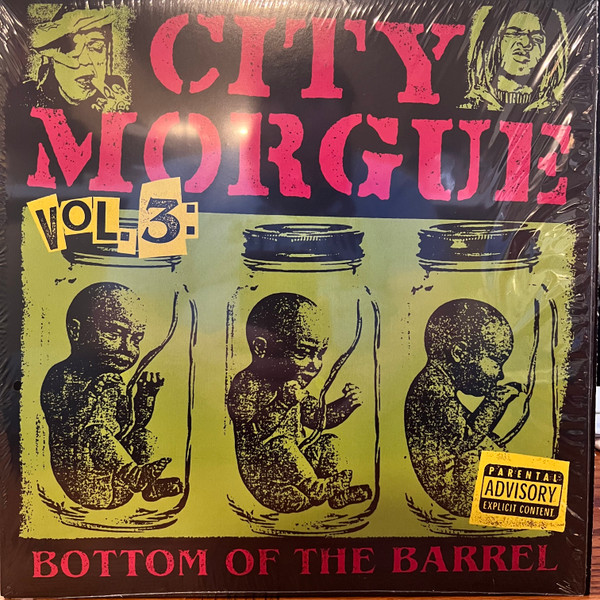 CITY
MORGUE
VOL. 3:
BOTTOM OF THE BARREL
PARENTAL
ADVISORY
EXPLICIT CONTENT